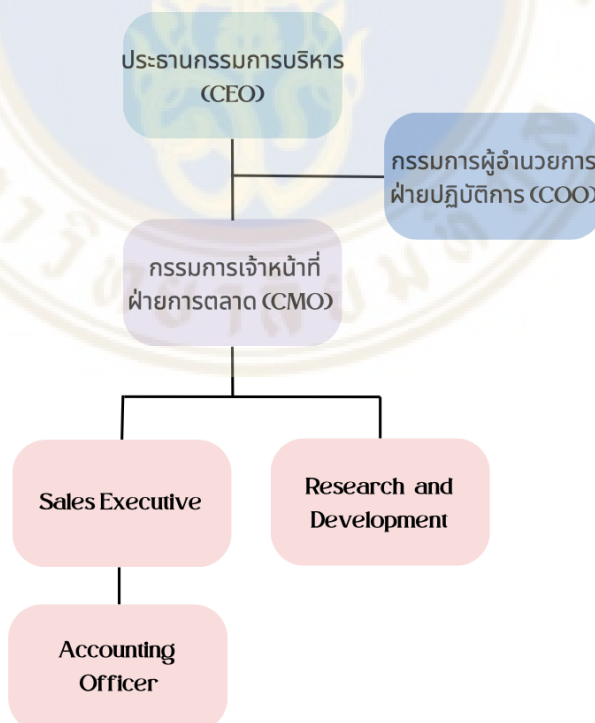 ประธานกรรมการบริหาร
(CEO)
กรรมการผู้อำนวยการ
ฝ่ายปฏิบัติการ (COO)
กรรมการเจ้าหน้าที่
ฝ่ายการตลาด (CMO)
Sales Executive
Research and
Development
Accounting
Officer